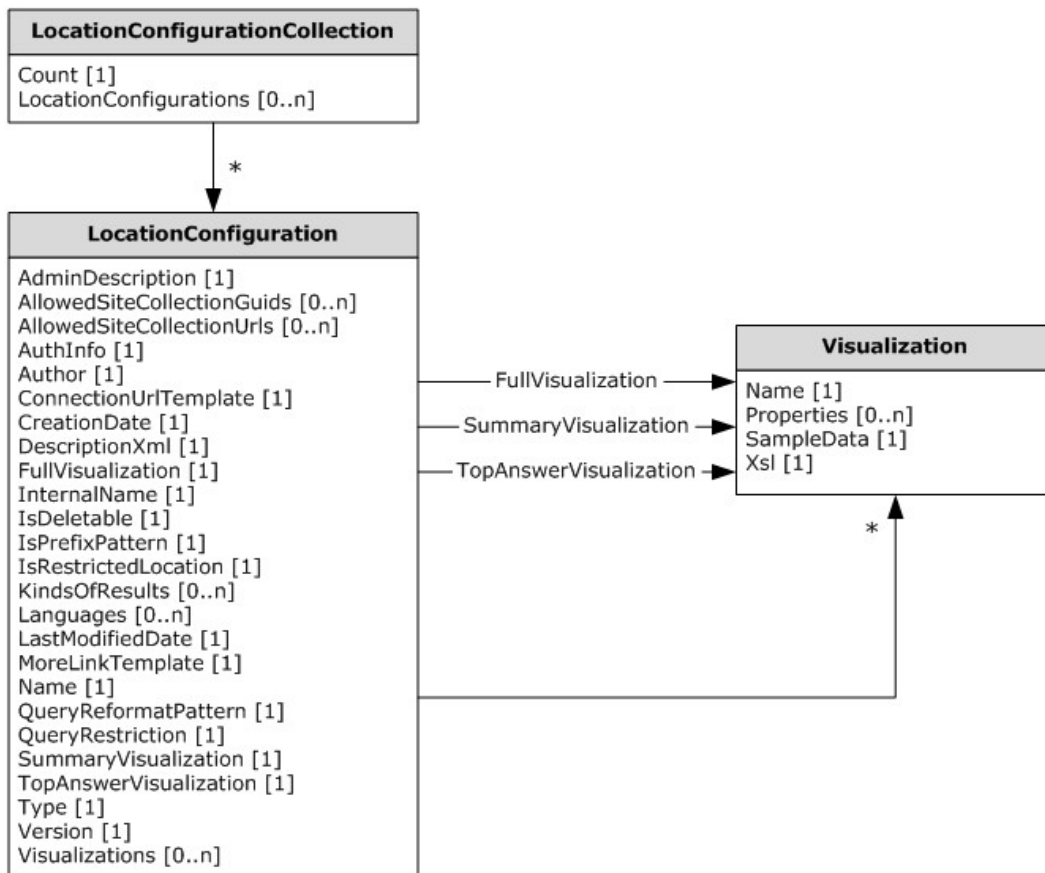 LocationConfigurationCollection
Count [1]
LocationConfigurations [0..n]
*
LocationConfiguration
AdminDescription [1]
AllowedSiteCollectionGuids [0..n]
AllowedSiteCollectionUrls [0..n]
AuthInfo [1]
Author [1]
ConnectionUrlTemplate [1]
CreationDate [1]
DescriptionXml [1]
FullVisualization [1]
InternalName [1]
IsDeletable [1]
IsPrefixPattern [1]
IsRestrictedLocation [1]
KindsOfResults [0..n]
Languages [0..n]
LastModifiedDate [1]
MoreLinkTemplate [1]
Name [1]
QueryReformatPattern [1]
QueryRestriction [1]
SummaryVisualization [1]
TopAnswerVisualization [1]
Type [1]
Version [1]
Visualizations [0..n]
FullVisualization
SummaryVisualization
TopAnswerVisualization
Visualization
Name [1]
Properties [0..n]
SampleData [1]
Xsl [1]
*